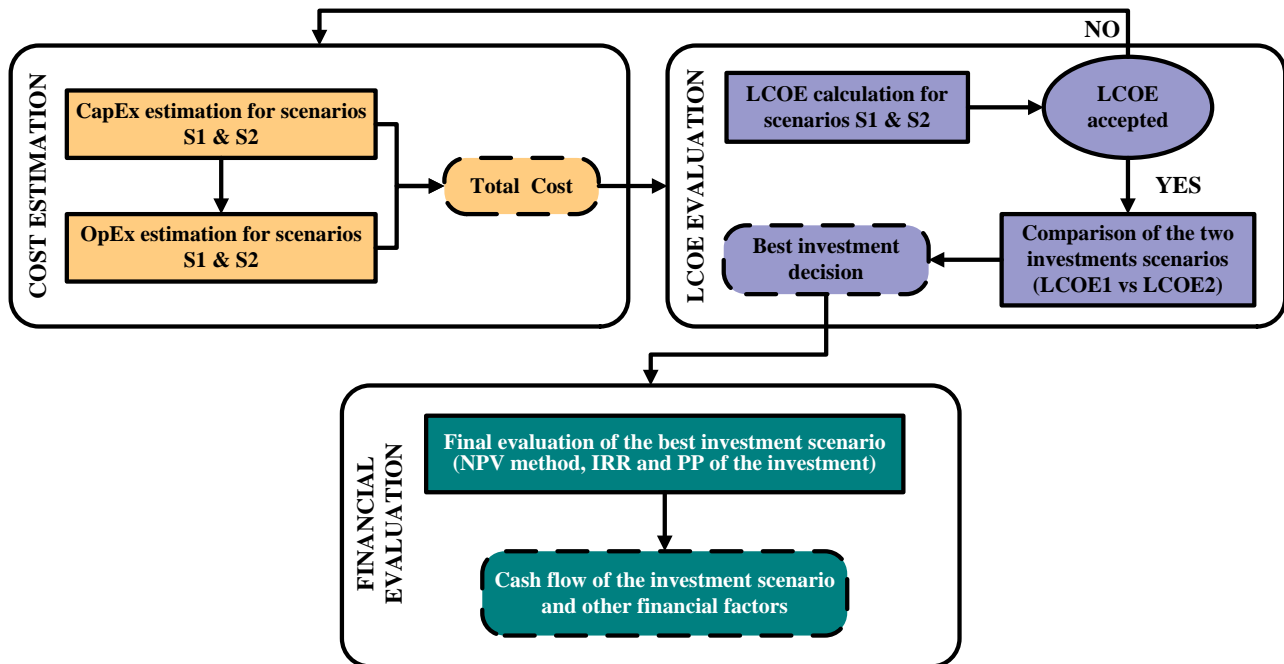 NO
COST ESTIMATION
CapEx estimation for scenarios
S1 & S2
OpEx estimation for scenarios
S1 & S2
Total Cost
LCOE EVALUATION
LCOE calculation for
scenarios S1 & S2
LCOE
accepted
YES
Comparison of the two
investments scenarios
(LCOE1 vs LCOE2)
Best investment
decision
FINANCIAL
EVALUATION
Final evaluation of the best investment scenario
(NPV method, IRR and PP of the investment)
Cash flow of the investment scenario
and other financial factors